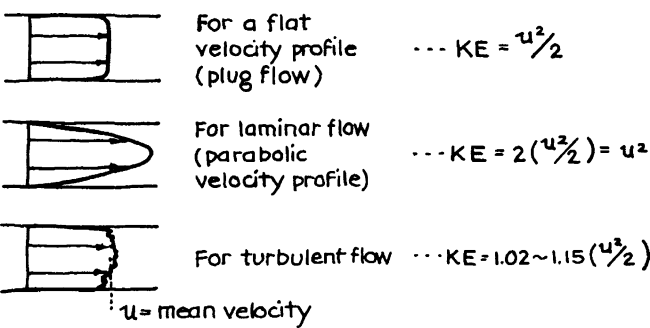 For a flat
velocity profile
(plug flow)
··· KE = u²/2
For laminar flow
(parabolic
velocity profile)
··· KE = 2(u²/2) = u²
For turbulent flow ··· KE = 1.02~1.15(u²/2)
u = mean velocity